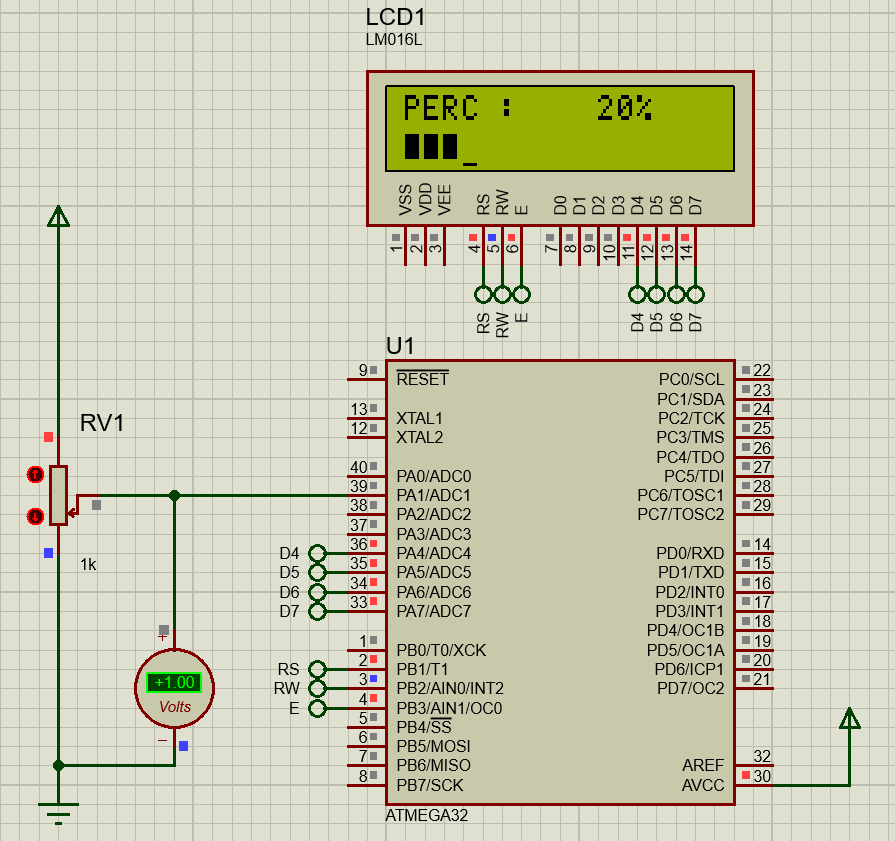 LCD1
LM016L
PERC : 20%
_
VSS VDD VEE RS RW E D0 D1 D2 D3 D4 D5 D6 D7
1 2 3 4 5 6 7 8 9 10 11 12 13 14
RS RW E D4 D5 D6 D7
U1
RV1
1k
+
+1.00
Volts
−
9 RESET
13 XTAL1
12 XTAL2
40 PA0/ADC0
39 PA1/ADC1
38 PA2/ADC2
37 PA3/ADC3
D4 36 PA4/ADC4
D5 35 PA5/ADC5
D6 34 PA6/ADC6
D7 33 PA7/ADC7
1 PB0/T0/XCK
RS 2 PB1/T1
RW 3 PB2/AIN0/INT2
E 4 PB3/AIN1/OC0
5 PB4/SS
6 PB5/MOSI
7 PB6/MISO
8 PB7/SCK
PC0/SCL 22
PC1/SDA 23
PC2/TCK 24
PC3/TMS 25
PC4/TDO 26
PC5/TDI 27
PC6/TOSC1 28
PC7/TOSC2 29
PD0/RXD 14
PD1/TXD 15
PD2/INT0 16
PD3/INT1 17
PD4/OC1B 18
PD5/OC1A 19
PD6/ICP1 20
PD7/OC2 21
AREF 32
AVCC 30
ATMEGA32